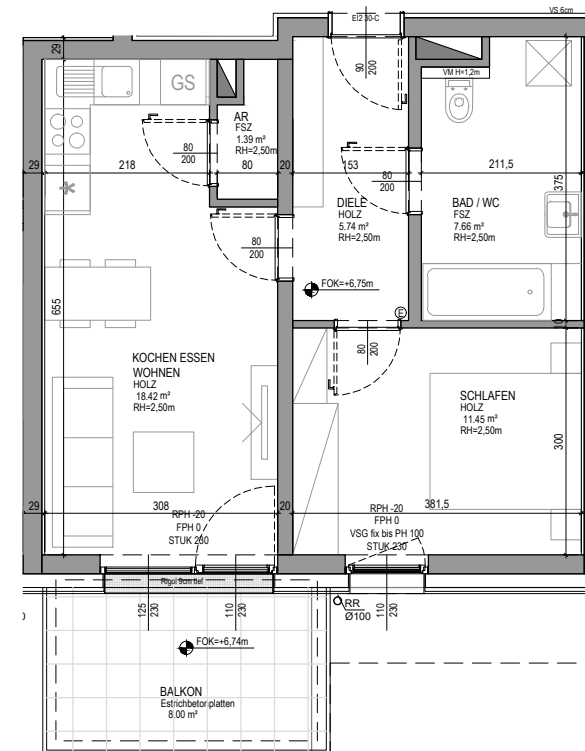 VS 6cm
EI2 30-C
90
200
29
GS
AR
FSZ
1.39 m²
RH=2,50m
VM H=1,2m
80
200
29
218
80
20
153
80
200
211,5
375
DIELE
HOLZ
5.74 m²
RH=2,50m
BAD / WC
FSZ
7.66 m²
RH=2,50m
80
200
FOK=+6,75m
E
655
10
80
200
KOCHEN ESSEN
WOHNEN
HOLZ
18.42 m²
RH=2,50m
SCHLAFEN
HOLZ
11.45 m²
RH=2,50m
300
29
308
20
381,5
RPH -20
FPH 0
STUK 230
RPH -20
FPH 0
VSG fix bis PH 100
STUK 230
Rigol 9cm tief
125
230
110
230
RR
Ø100
110
230
FOK=+6,74m
BALKON
Estrichbetonplatten
8.00 m²